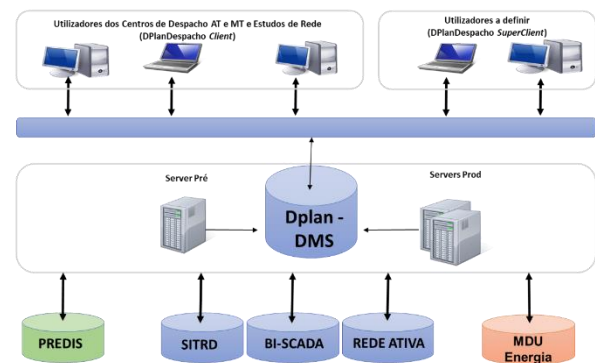 Utilizadores dos Centros de Despacho AT e MT e Estudos de Rede
(DPlanDespacho Client)
Utilizadores a definir
(DPlanDespacho SuperClient)
Server Pré
Servers Prod
Dplan -
DMS
PREDIS
SITRD
BI-SCADA
REDE ATIVA
MDU
Energia